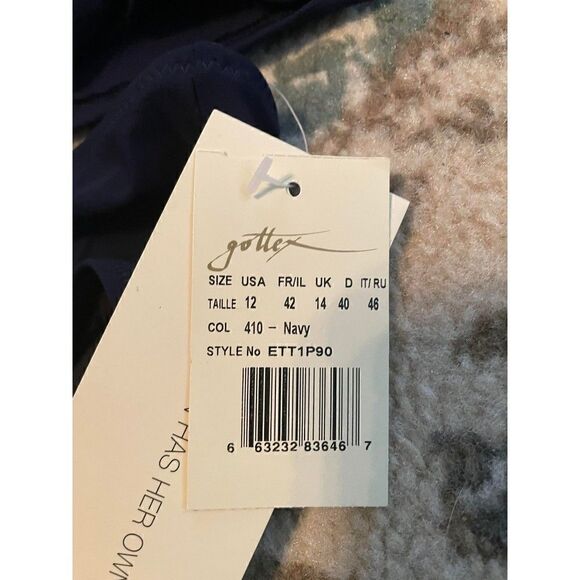 gottex
SIZE USA FR/IL UK D IT/RU
TAILLE 12 42 14 40 46
COL 410 - Navy
STYLE No ETT1P90
6 63232 83646 7
HAS HER OWN